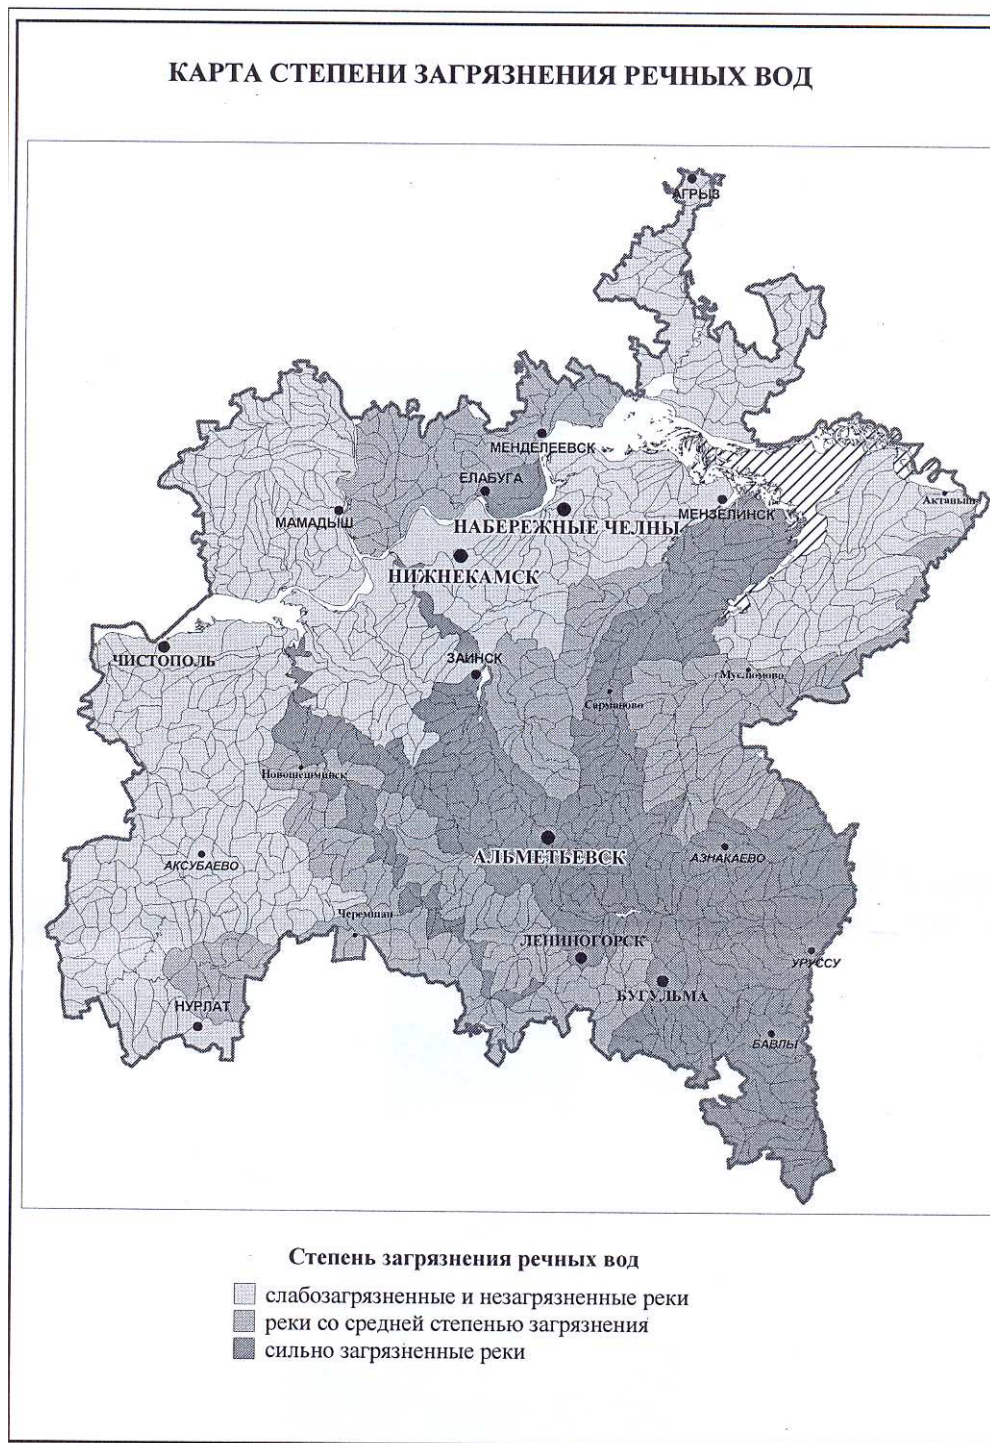 КАРТА СТЕПЕНИ ЗАГРЯЗНЕНИЯ РЕЧНЫХ ВОД
АГРЫЗ
МЕНДЕЛЕЕВСК
ЕЛАБУГА
Актаныш
МАМАДЫШ
НАБЕРЕЖНЫЕ ЧЕЛНЫ
МЕНЗЕЛИНСК
НИЖНЕКАМСК
ЧИСТОПОЛЬ
ЗАИНСК
Муслюмово
Сарманово
Новошешминск
АКСУБАЕВО
АЛЬМЕТЬЕВСК
АЗНАКАЕВО
Черемшан
ЛЕНИНОГОРСК
УРУССУ
БУГУЛЬМА
НУРЛАТ
БАВЛЫ
Степень загрязнения речных вод
слабозагрязненные и незагрязненные реки
реки со средней степенью загрязнения
сильно загрязненные реки